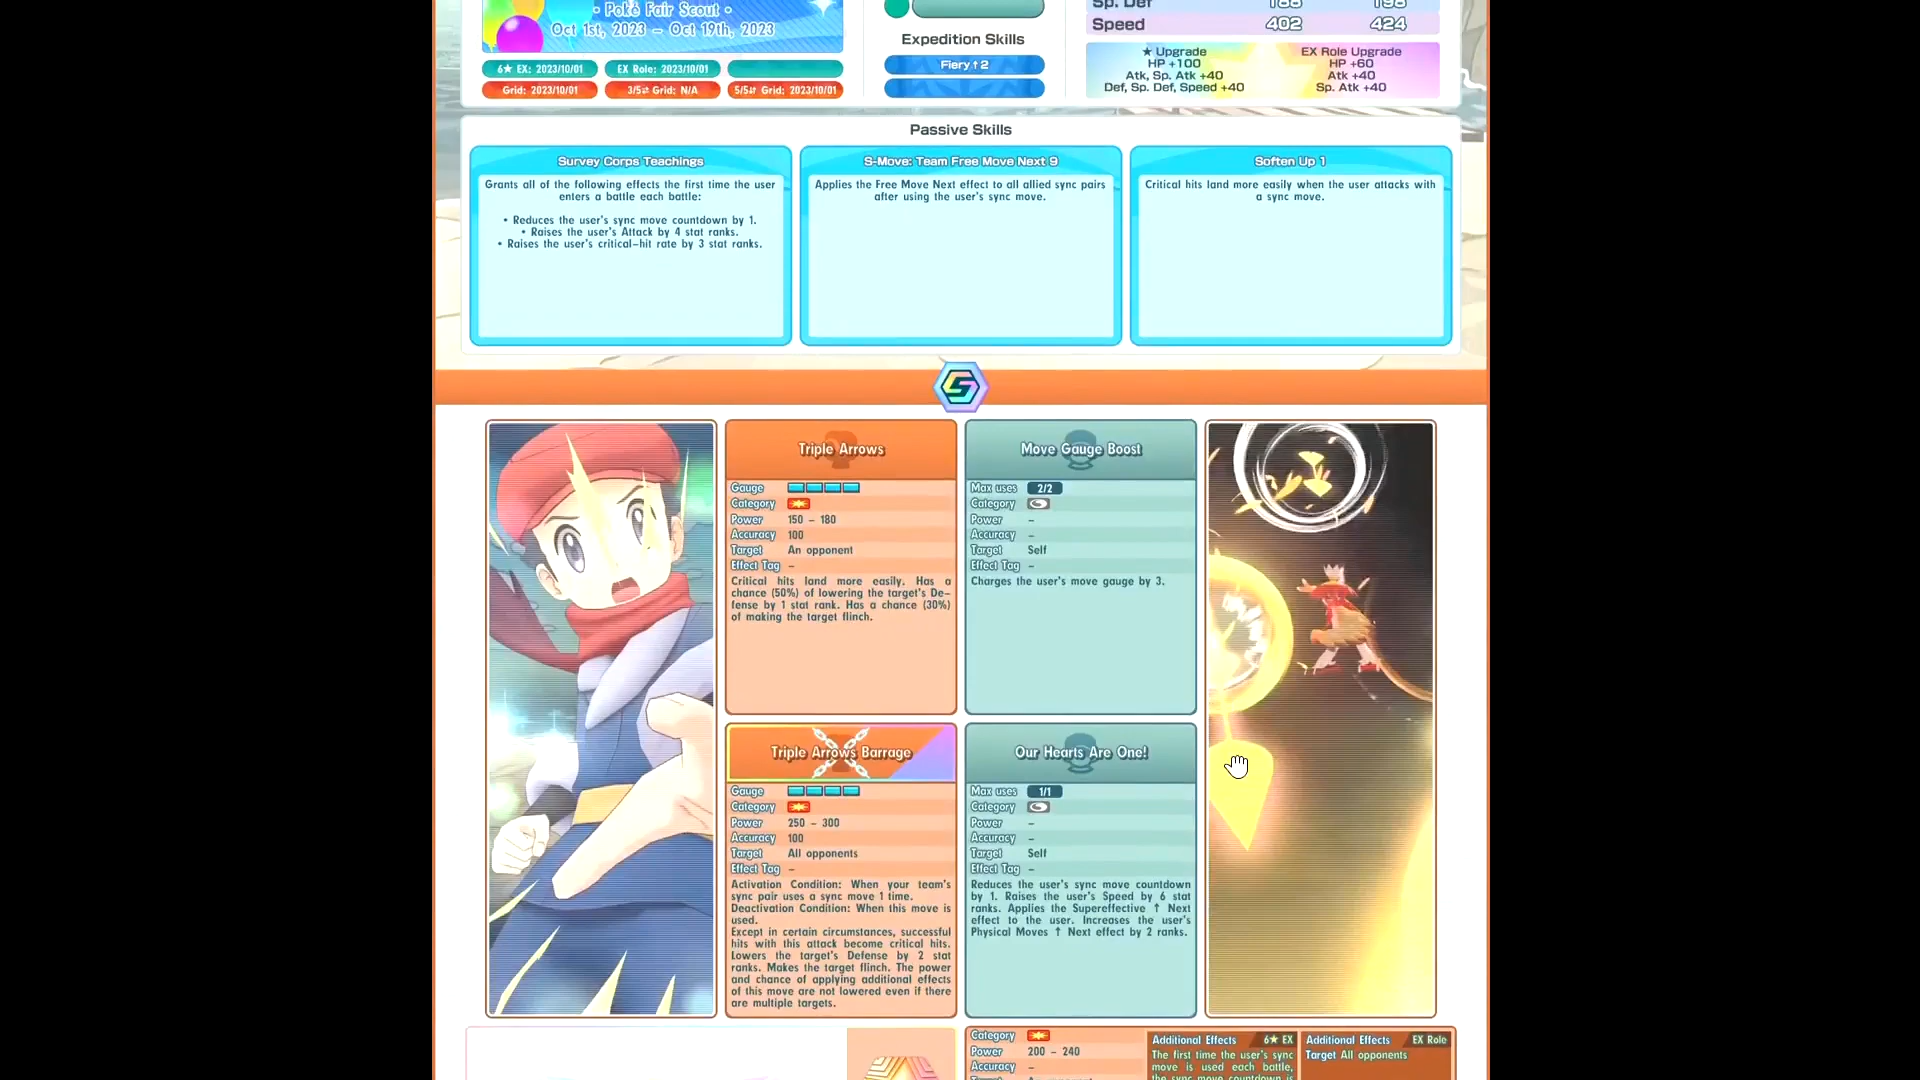 Poké Fair Scout
Oct 1st, 2023 – Oct 19th, 2023
6★ EX: 2023/10/01
EX Role: 2023/10/01
Grid: 2023/10/01
3/5 Grid: N/A
5/5 Grid: 2023/10/01
Expedition Skills
Fiery↑2
Sp. Def 188 198
Speed 402 424
★ Upgrade
HP +100
Atk, Sp. Atk +40
Def, Sp. Def, Speed +40
EX Role Upgrade
HP +60
Atk +40
Sp. Atk +40
Passive Skills
Survey Corps Teachings
Grants all of the following effects the first time the user
enters a battle each battle:
• Reduces the user's sync move countdown by 1.
• Raises the user's Attack by 4 stat ranks.
• Raises the user's critical-hit rate by 3 stat ranks.
S-Move: Team Free Move Next 9
Applies the Free Move Next effect to all allied sync pairs
after using the user's sync move.
Soften Up 1
Critical hits land more easily when the user attacks with
a sync move.
Triple Arrows
Gauge
Category
Power 150 – 180
Accuracy 100
Target An opponent
Effect Tag –
Critical hits land more easily. Has a
chance (50%) of lowering the target's De-
fense by 1 stat rank. Has a chance (30%)
of making the target flinch.
Move Gauge Boost
Max uses 2/2
Category
Power –
Accuracy –
Target Self
Effect Tag –
Charges the user's move gauge by 3.
Triple Arrows Barrage
Gauge
Category
Power 250 – 300
Accuracy 100
Target All opponents
Effect Tag –
Activation Condition: When your team's
sync pair uses a sync move 1 time.
Deactivation Condition: When this move is
used.
Except in certain circumstances, successful
hits with this attack become critical hits.
Lowers the target's Defense by 2 stat
ranks. Makes the target flinch. The power
and chance of applying additional effects
of this move are not lowered even if there
are multiple targets.
Our Hearts Are One!
Max uses 1/1
Category
Power –
Accuracy –
Target Self
Effect Tag –
Reduces the user's sync move countdown
by 1. Raises the user's Speed by 6 stat
ranks. Applies the Supereffective ↑ Next
effect to the user. Increases the user's
Physical Moves ↑ Next effect by 2 ranks.
Category
Power 200 – 240
Accuracy –
Additional Effects 6★ EX
The first time the user's sync
move is used each battle,
Additional Effects EX Role
Target All opponents